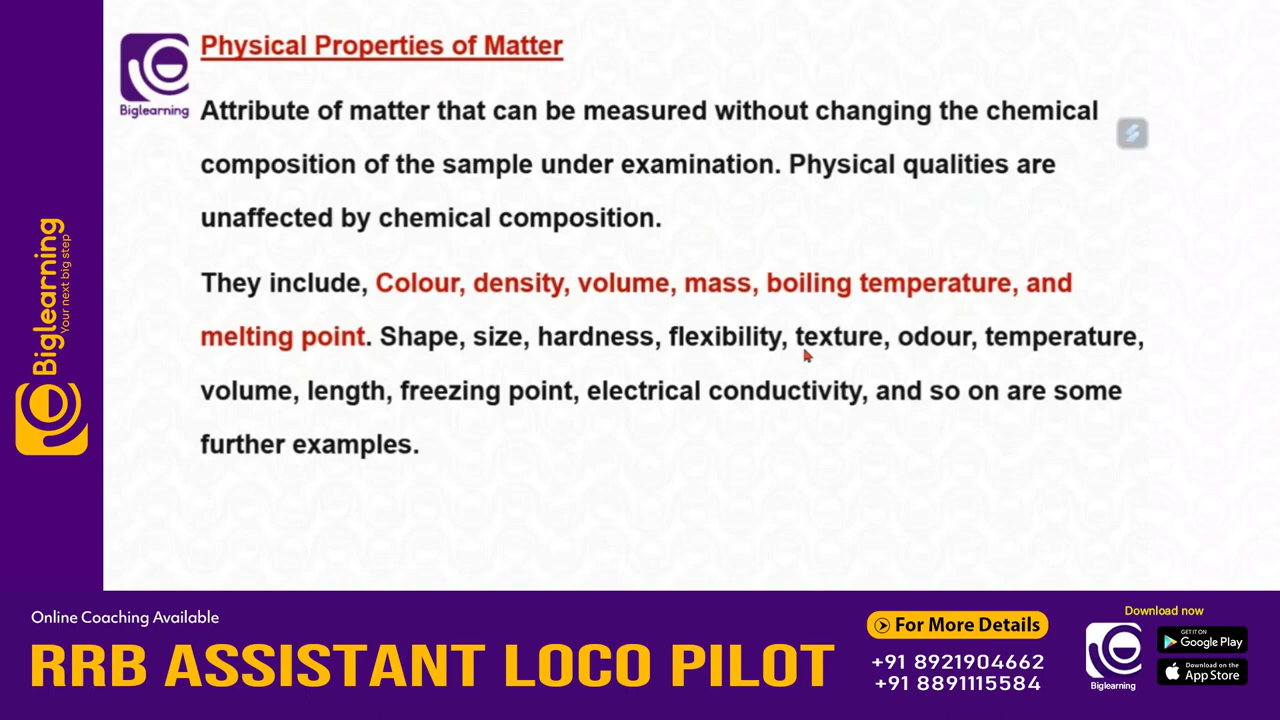 Physical Properties of Matter
Biglearning
Attribute of matter that can be measured without changing the chemical
composition of the sample under examination. Physical qualities are
unaffected by chemical composition.
They include, Colour, density, volume, mass, boiling temperature, and
melting point. Shape, size, hardness, flexibility, texture, odour, temperature,
volume, length, freezing point, electrical conductivity, and so on are some
further examples.
Biglearning
Your next big step
Online Coaching Available
RRB ASSISTANT LOCO PILOT
For More Details
+91 8921904662
+91 8891115584
Download now
Biglearning
GET IT ON
Google Play
Download on the
App Store